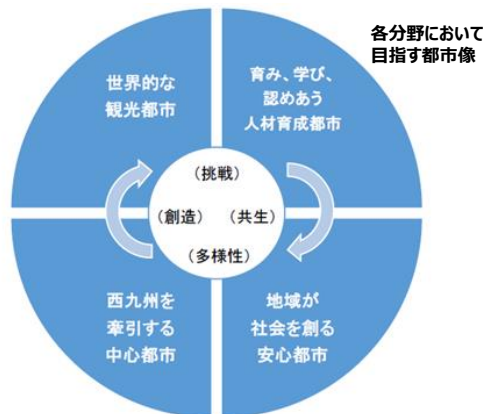 各分野において
目指す都市像
世界的な
観光都市
育み、学び、
認めあう
人材育成都市
（挑戦）
（創造）
（共生）
（多様性）
西九州を
牽引する
中心都市
地域が
社会を創る
安心都市